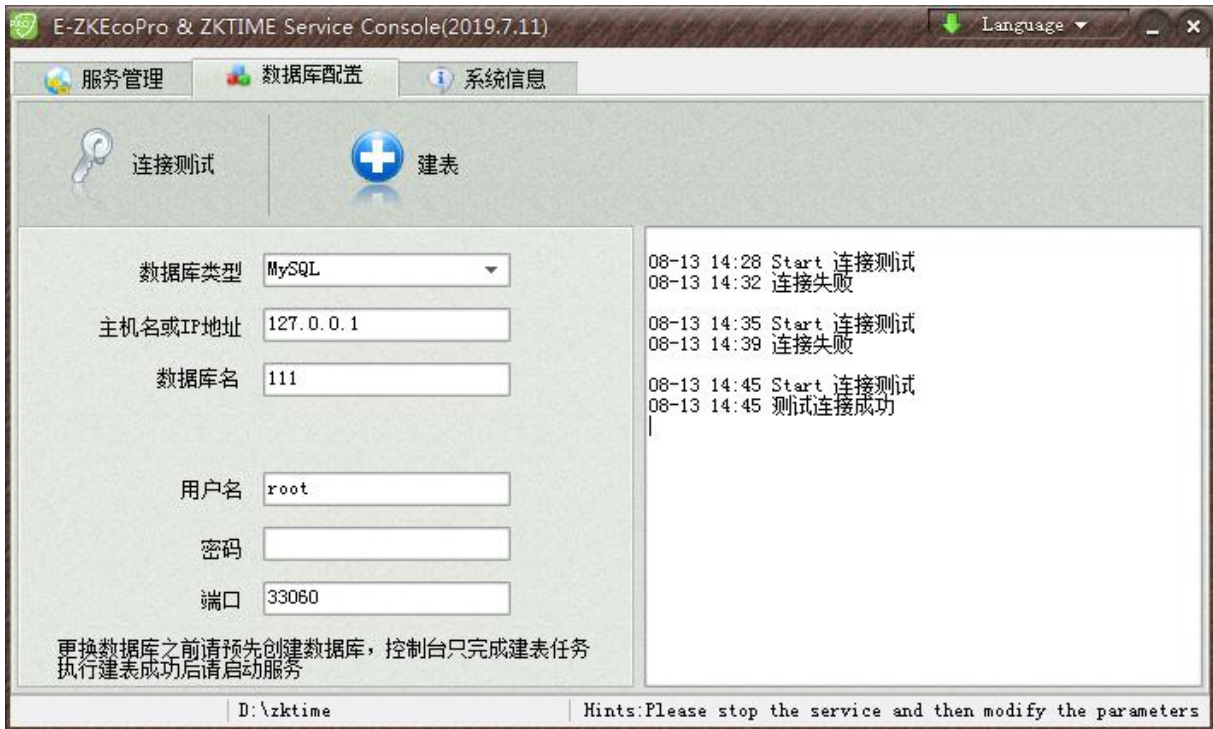 E-ZKEcoPro & ZKTIME Service Console(2019.7.11)
Language
服务管理
数据库配置
系统信息
连接测试
建表
数据库类型 MySQL
主机名或IP地址 127.0.0.1
数据库名 111
用户名 root
密码
端口 33060
更换数据库之前请预先创建数据库，控制台只完成建表任务
执行建表成功后请启动服务
08-13 14:28 Start 连接测试
08-13 14:32 连接失败
08-13 14:35 Start 连接测试
08-13 14:39 连接失败
08-13 14:45 Start 连接测试
08-13 14:45 测试连接成功
D:\zktime
Hints:Please stop the service and then modify the parameters